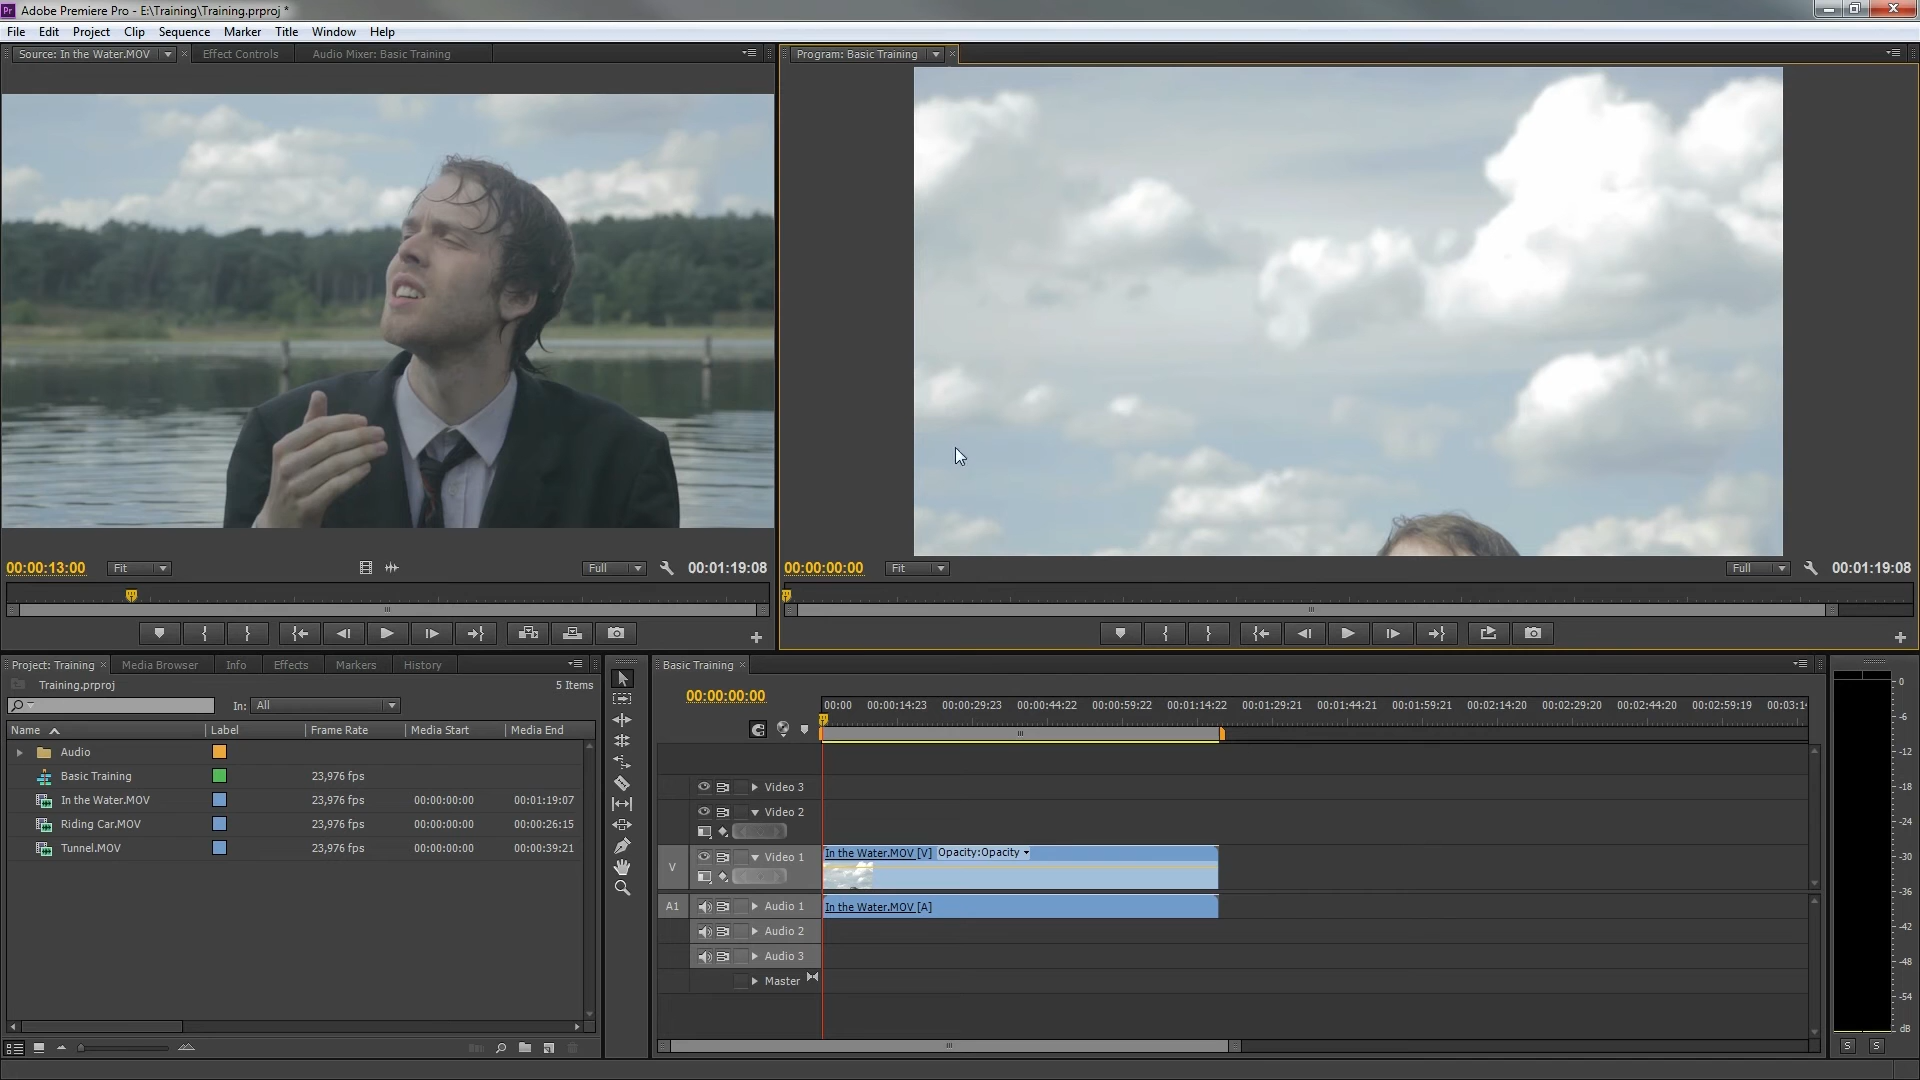 Pr Adobe Premiere Pro - E:\Training\Training.prproj *
File Edit Project Clip Sequence Marker Title Window Help
Source: In the Water.MOV Effect Controls Audio Mixer: Basic Training
Program: Basic Training
00:00:13:00 Fit Full 00:01:19:08
00:00:00:00 Fit Full 00:01:19:08
Project: Training Media Browser Info Effects Markers History
Training.prproj 5 Items
In: All
Name Label Frame Rate Media Start Media End
Audio
Basic Training 23,976 fps
In the Water.MOV 23,976 fps 00:00:00:00 00:01:19:07
Riding Car.MOV 23,976 fps 00:00:00:00 00:00:26:15
Tunnel.MOV 23,976 fps 00:00:00:00 00:00:39:21
Basic Training
00:00:00:00
00:00 00:00:14:23 00:00:29:23 00:00:44:22 00:00:59:22 00:01:14:22 00:01:29:21 00:01:44:21 00:01:59:21 00:02:14:20 00:02:29:20 00:02:44:20 00:02:59:19 00:03:14
Video 3
Video 2
V Video 1 In the Water.MOV [V] Opacity:Opacity
A1 Audio 1 In the Water.MOV [A]
Audio 2
Audio 3
Master
0
-6
-12
-18
-24
-30
-36
-42
-48
-54
dB
S S